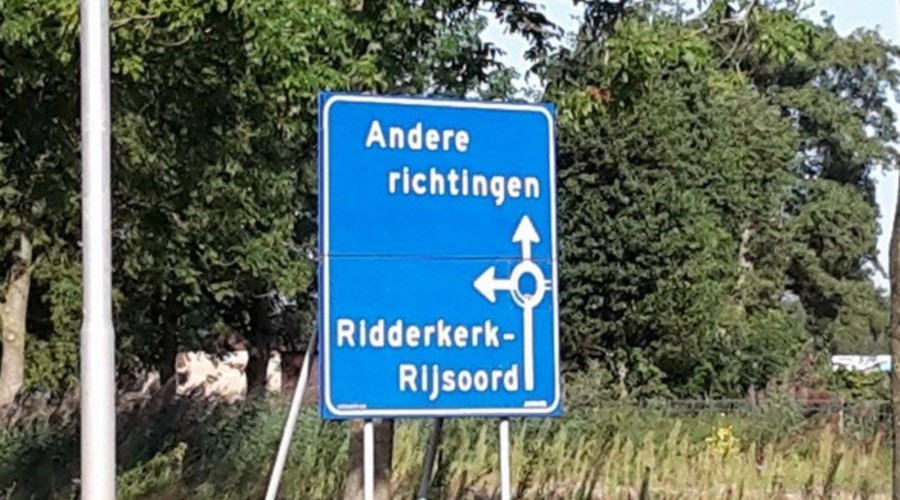 Andere
richtingen
Ridderkerk-
Rijsoord